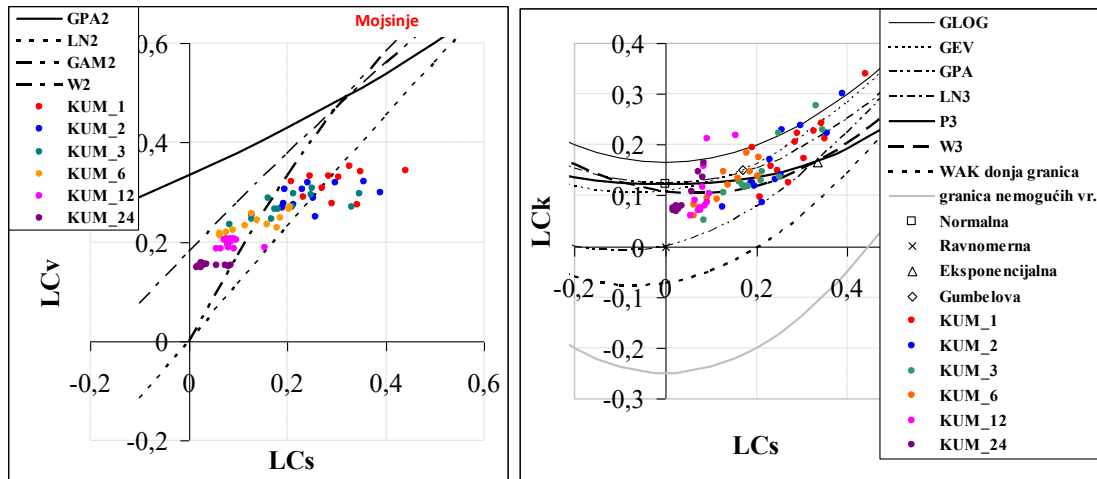 GPA2
LN2
GAM2
W2
KUM_1
KUM_2
KUM_3
KUM_6
KUM_12
KUM_24
Mojsinje
0,6
0,4
0,2
0
-0,2
-0,2
0
0,2
0,4
0,6
LCv
LCs
0,4
0,3
0,2
0,1
0
-0,1
-0,2
-0,3
-0,2
0
0,2
0,4
LCk
LCs
GLOG
GEV
GPA
LN3
P3
W3
WAK donja granica
granica nemogućih vr.
Normalna
Ravnomerna
Eksponencijalna
Gumbelova
KUM_1
KUM_2
KUM_3
KUM_6
KUM_12
KUM_24